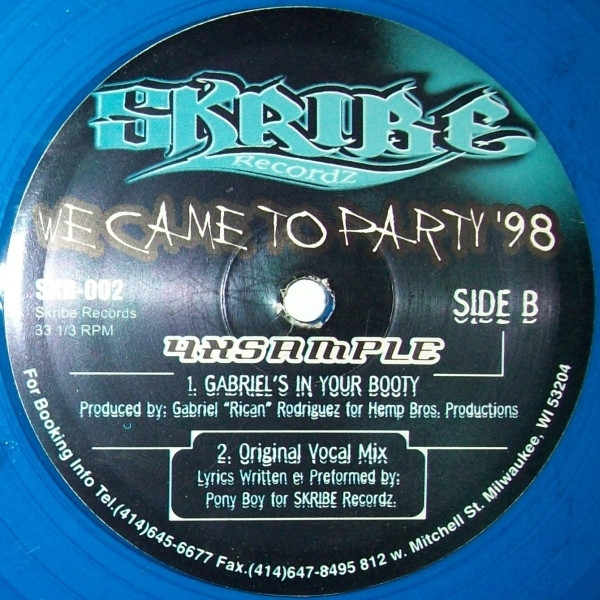 SKRIBE
Recordz
WE CAME TO PARTY '98
SKR-002
Skribe Records
33 1/3 RPM
SIDE B
4XSAMPLE
1. GABRIEL'S IN YOUR BOOTY
Produced by: Gabriel "Rican" Rodriguez for Hemp Bros. Productions
2. Original Vocal Mix
Lyrics Written e Preformed by:
Pony Boy for SKRIBE Recordz.
For Booking Info Tel.(414)645-6677 Fax.(414)647-8495 812 w. Mitchell St. Milwaukee, WI 53204